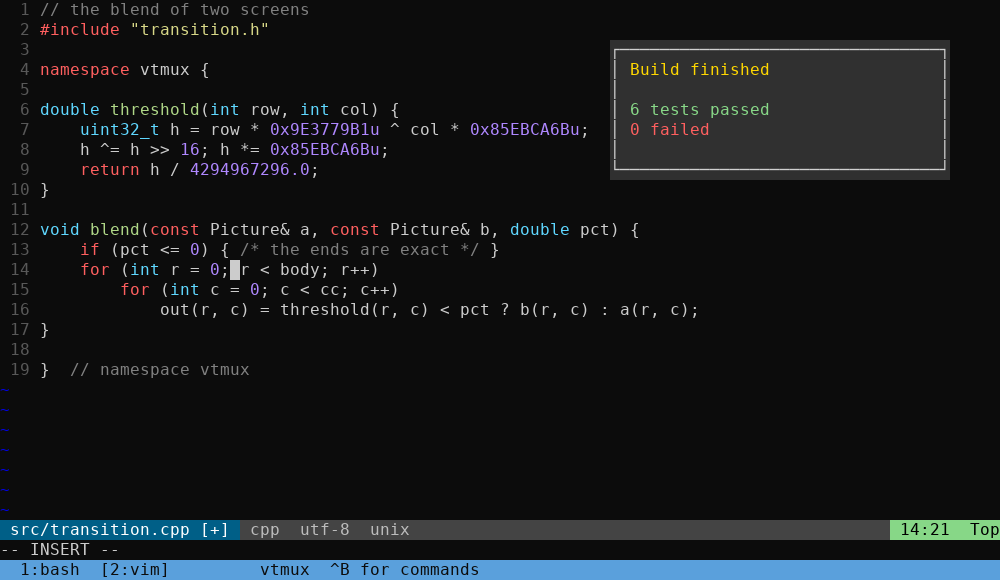 1 // the blend of two screens
2 #include "transition.h"
3
4 namespace vtmux {
5
6 double threshold(int row, int col) {
7     uint32_t h = row * 0x9E3779B1u ^ col * 0x85EBCA6Bu;
8     h ^= h >> 16; h *= 0x85EBCA6Bu;
9     return h / 4294967296.0;
10 }
11
12 void blend(const Picture& a, const Picture& b, double pct) {
13     if (pct <= 0) { /* the ends are exact */ }
14     for (int r = 0; r < body; r++)
15         for (int c = 0; c < cc; c++)
16             out(r, c) = threshold(r, c) < pct ? b(r, c) : a(r, c);
17 }
18
19 }  // namespace vtmux
~
~
~
~
~
~
~
Build finished
6 tests passed
0 failed
src/transition.cpp [+]  cpp  utf-8  unix  14:21  Top
-- INSERT --
1:bash  [2:vim]  vtmux  ^B for commands